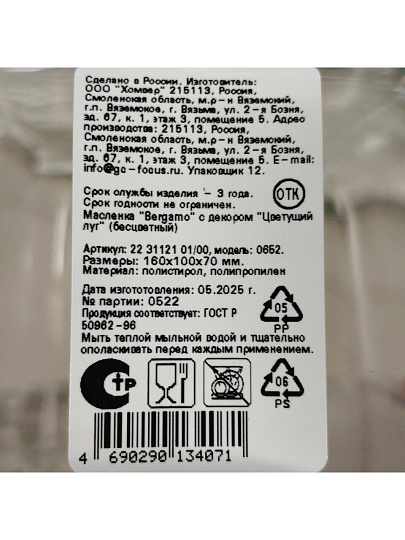 Сделано в России. Изготовитель:
ООО "Хомвер" 215113, Россия,
Смоленская область, м.р-н Вяземский,
г.п. Вяземское, г. Вязьма, ул. 2-я Бозня,
зд. 67, к. 1, этаж 3, помещение 5. Адрес
производства: 215113, Россия,
Смоленская область, м.р-н Вяземский,
г.п. Вяземское, г. Вязьма, ул. 2-я Бозня,
зд. 67, к. 1, этаж 3, помещение 5. E-mail:
info@gc-focus.ru. Упаковщик 12.
Срок службы изделия - 3 года.
Срок годности не ограничен.
ОТК
Масленка "Bergamo" с декором "Цветущий
луг" (бесцветный)
Артикул: 22 31121 01/00, модель: 0652.
Размеры: 160х100х70 мм.
Материал: полистирол, полипропилен
Дата изготовления: 05.2025 г.
№ партии: 0522
Продукция соответствует: ГОСТ Р
50962-96
05
PP
Мыть теплой мыльной водой и тщательно
ополаскивать перед каждым применением.
СТР
06
PS
4 690290 134071